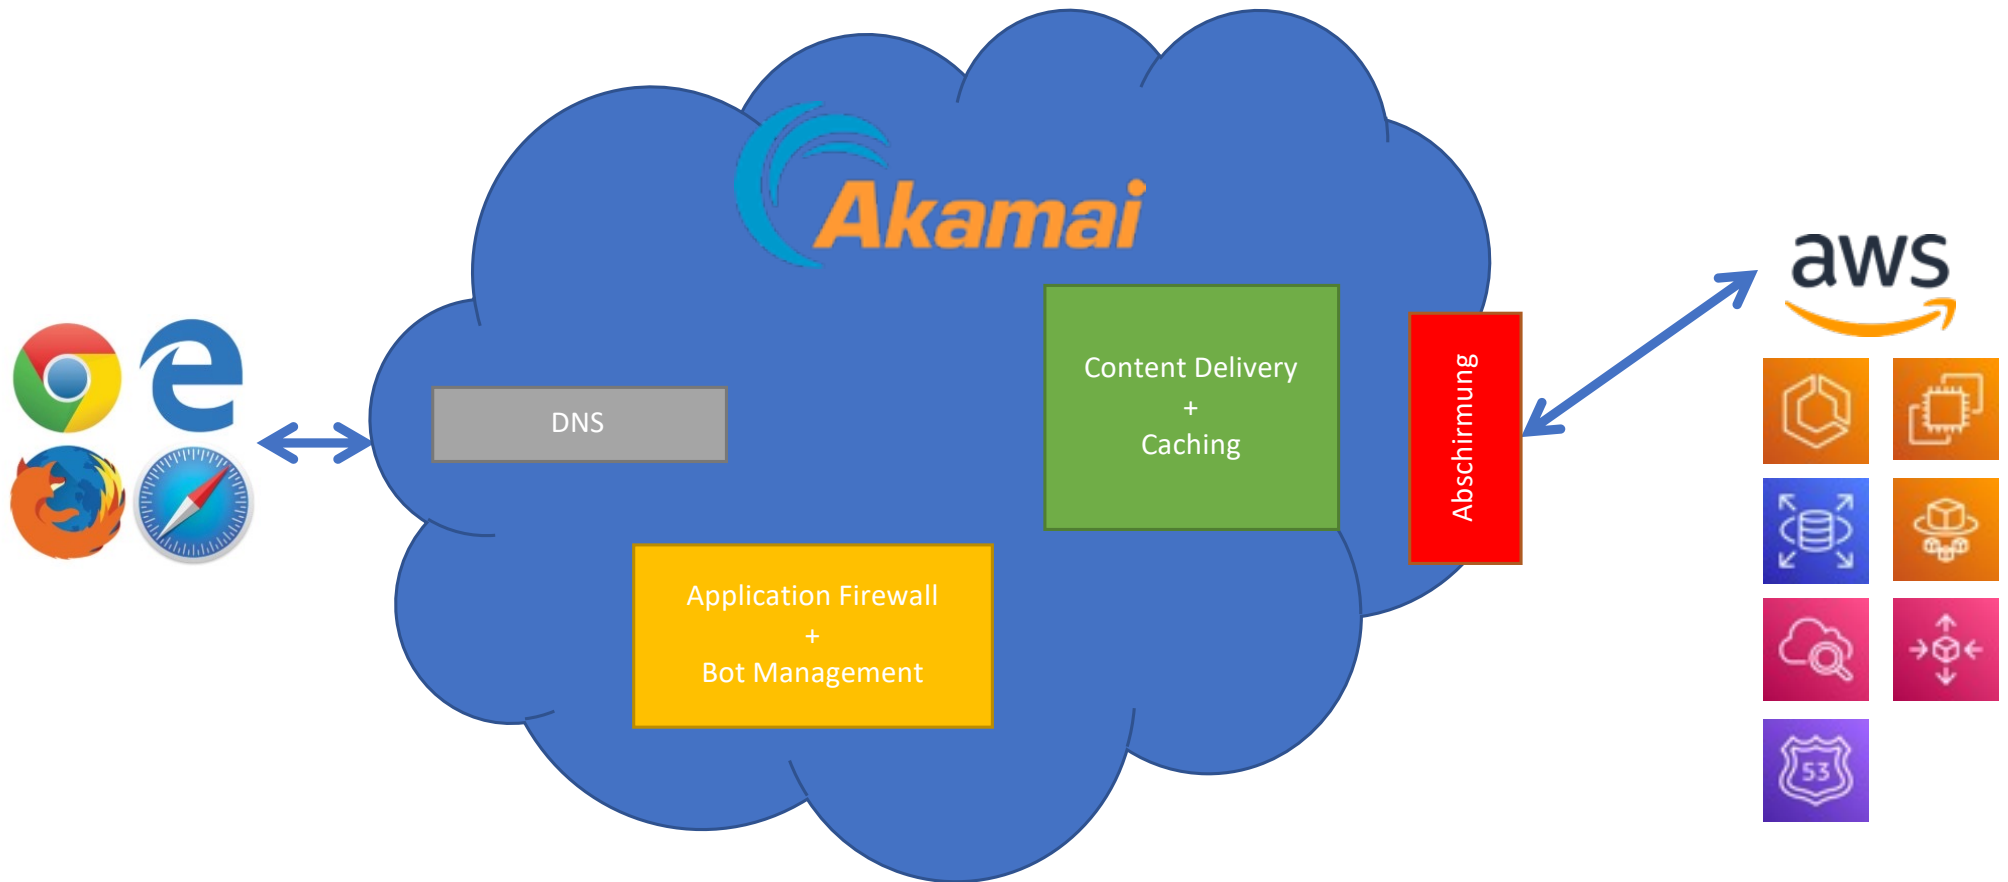 Akamai
aws
DNS
Content Delivery
+
Caching
Abschirmung
Application Firewall
+
Bot Management
53